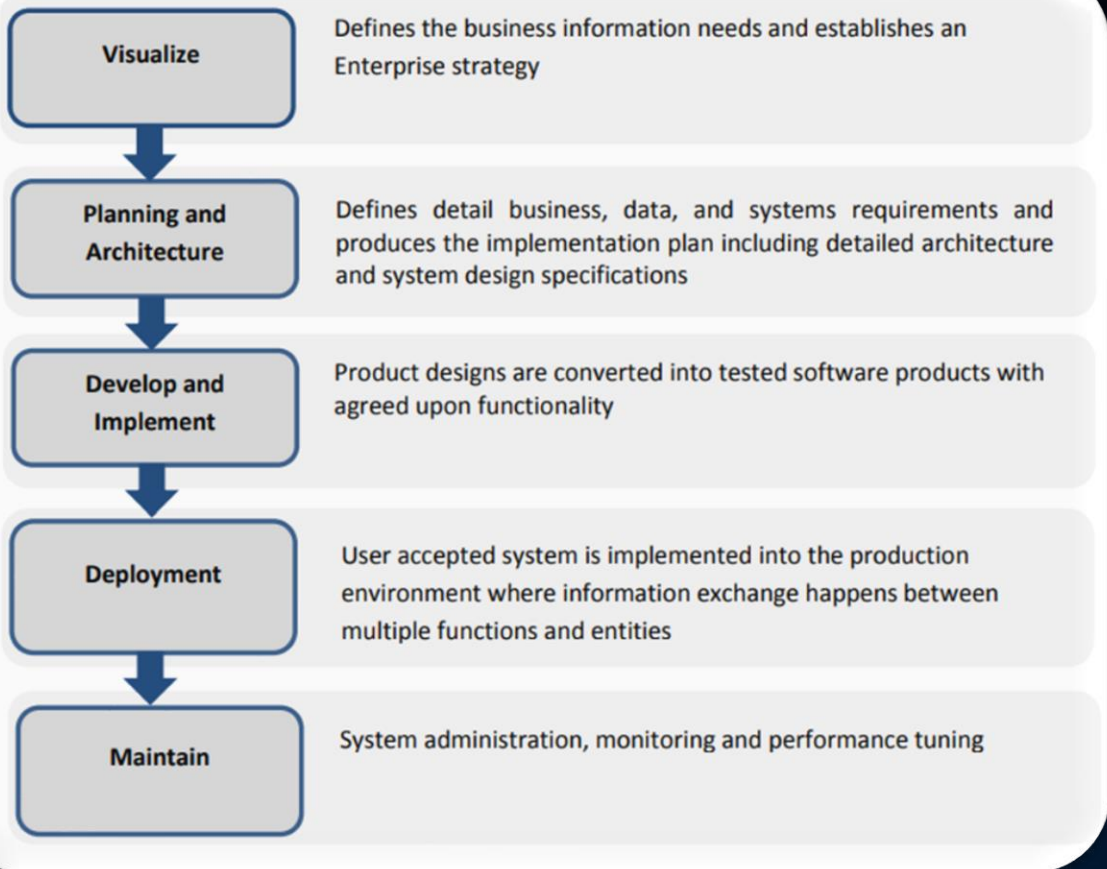 Visualize
Defines the business information needs and establishes an
Enterprise strategy
Planning and
Architecture
Defines detail business, data, and systems requirements and
produces the implementation plan including detailed architecture
and system design specifications
Develop and
Implement
Product designs are converted into tested software products with
agreed upon functionality
Deployment
User accepted system is implemented into the production
environment where information exchange happens between
multiple functions and entities
Maintain
System administration, monitoring and performance tuning